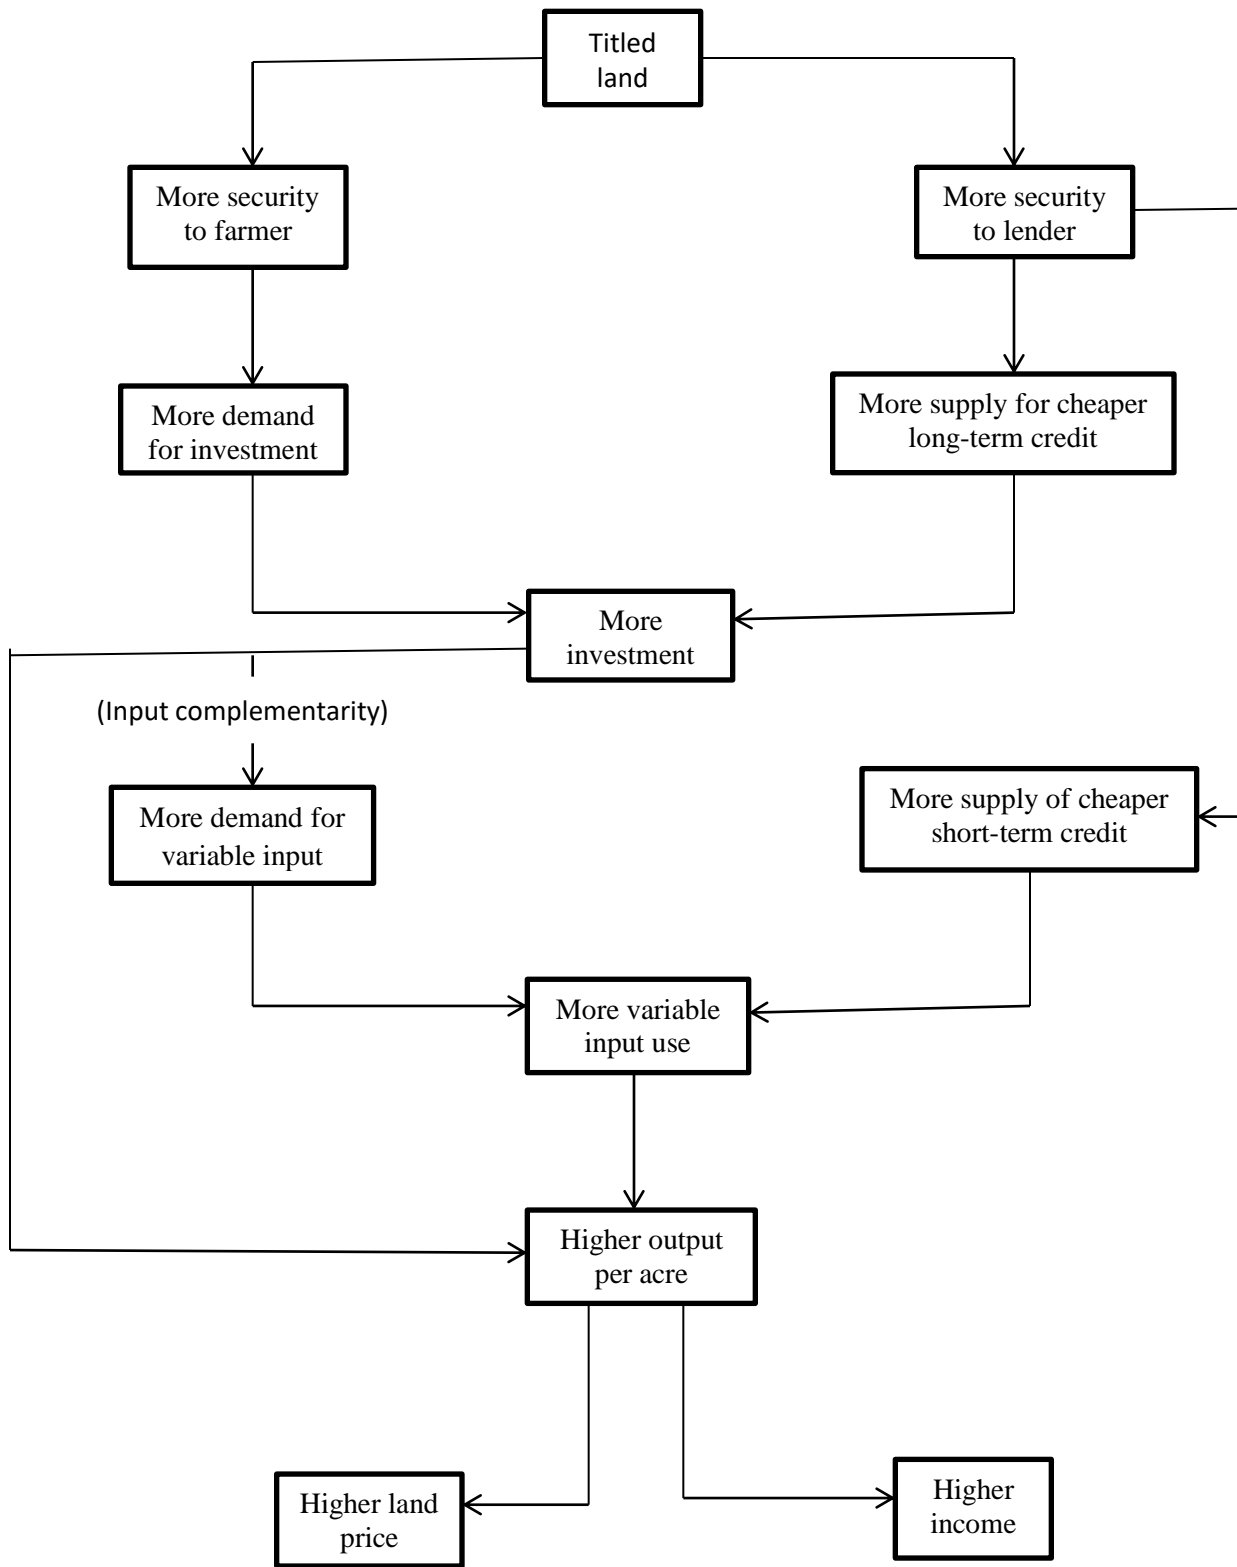 Titled
land
More security
to farmer
More security
to lender
More demand
for investment
More supply for cheaper
long-term credit
More
investment
(Input complementarity)
More demand for
variable input
More supply of cheaper
short-term credit
More variable
input use
Higher output
per acre
Higher land
price
Higher
income